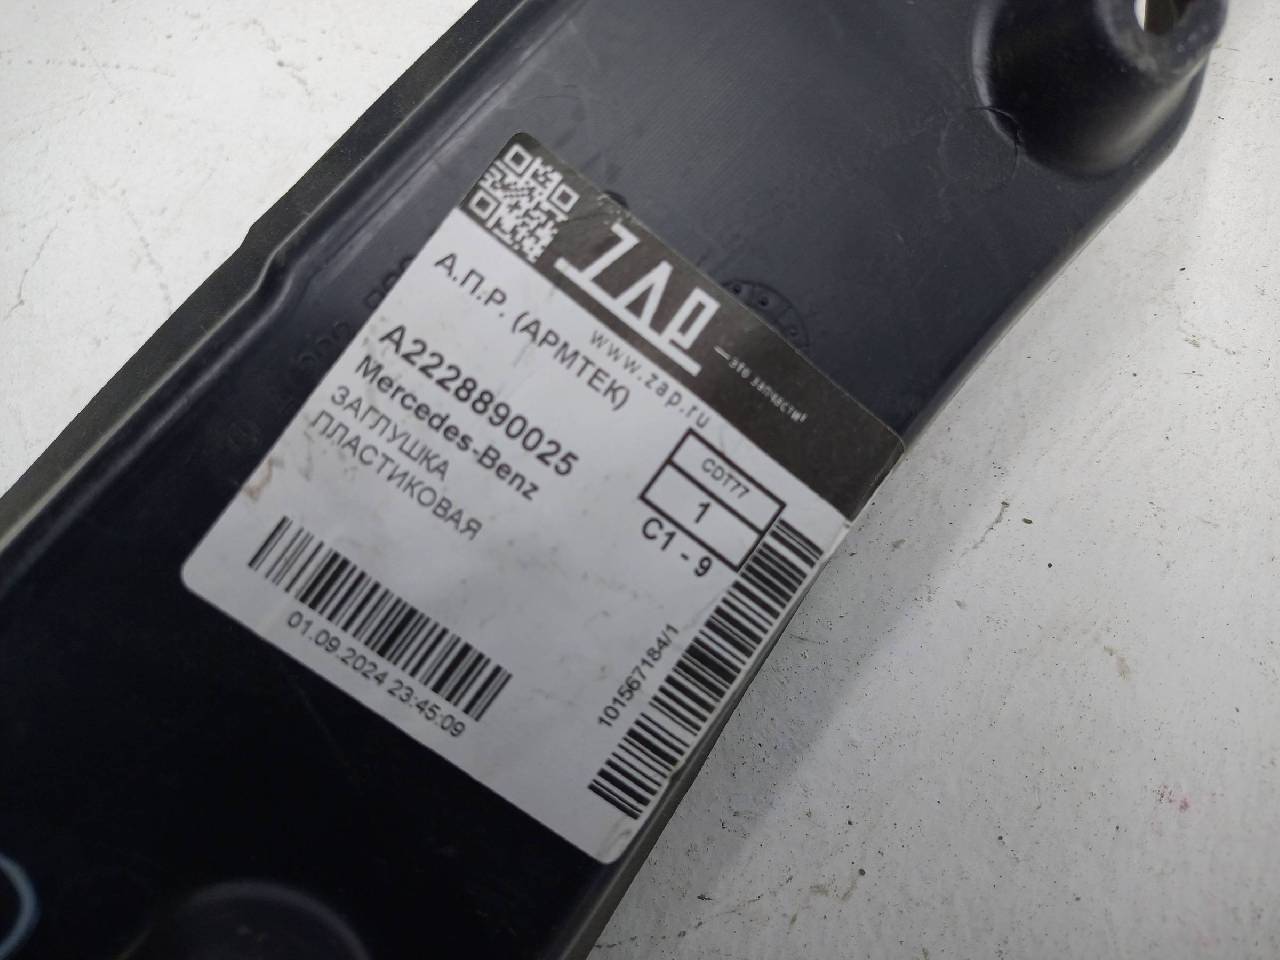 ZAP
—это запчасти!
www.zap.ru
А.П.Р. (АРМТЕК)
A2228890025
Mercedes-Benz
ЗАГЛУШКА
ПЛАСТИКОВАЯ
CDT77
1
C1 - 9
01.09.2024 23:45:09
101567184/1